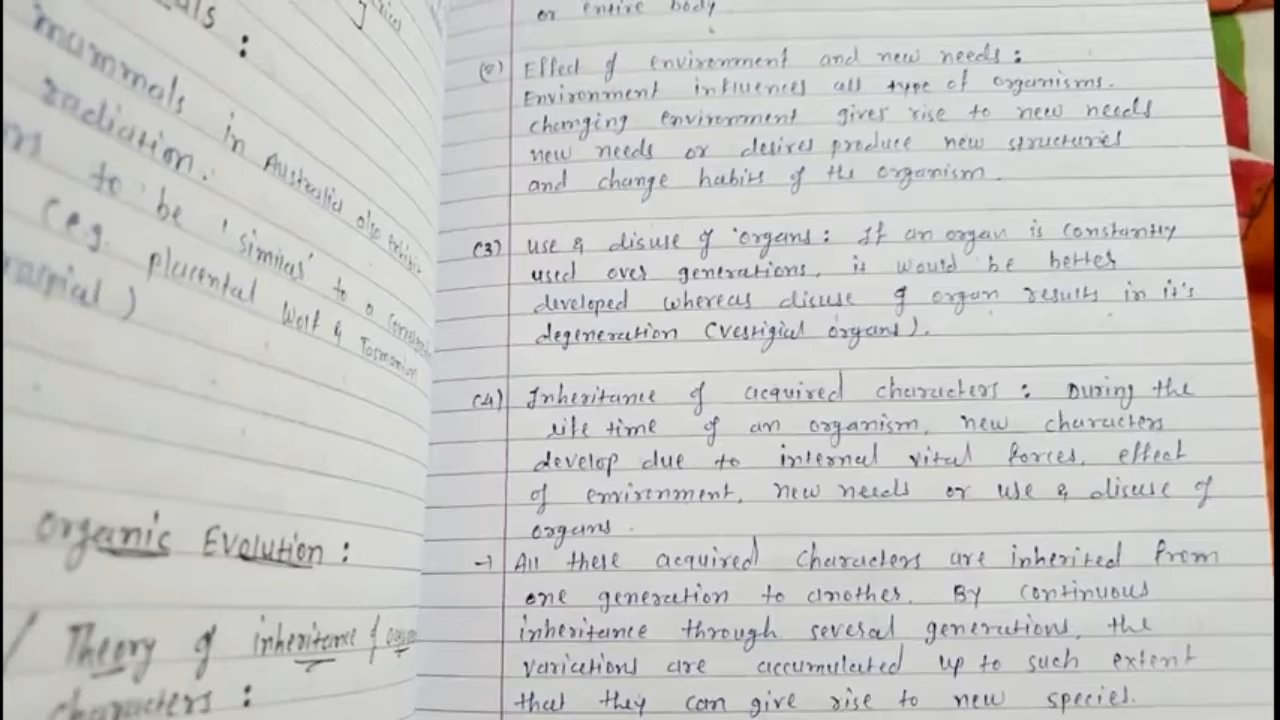 mammals in Australia also exhibit
radiation.
to be 'similar' to a
(e.g. placental Wolf & Tasmanian
)
Organic Evolution :
Theory of inheritance of
characters :
or entire body
(2) Effect of environment and new needs :
Environment influences all type of organisms.
changing environment gives rise to new needs
new needs or desires produce new structures
and change habits of the organism.
(3) use & disuse of organs : If an organ is constantly
used over generations, it would be better
developed whereas disuse of organ results in it's
degeneration (vestigial organs).
(4) Inheritance of acquired characters : During the
life time of an organism, new characters
develop due to internal vital forces, effect
of environment, new needs or use & disuse of
organs.
→ All these acquired characters are inherited from
one generation to another. By continuous
inheritance through several generations, the
variations are accumulated up to such extent
that they can give rise to new species.